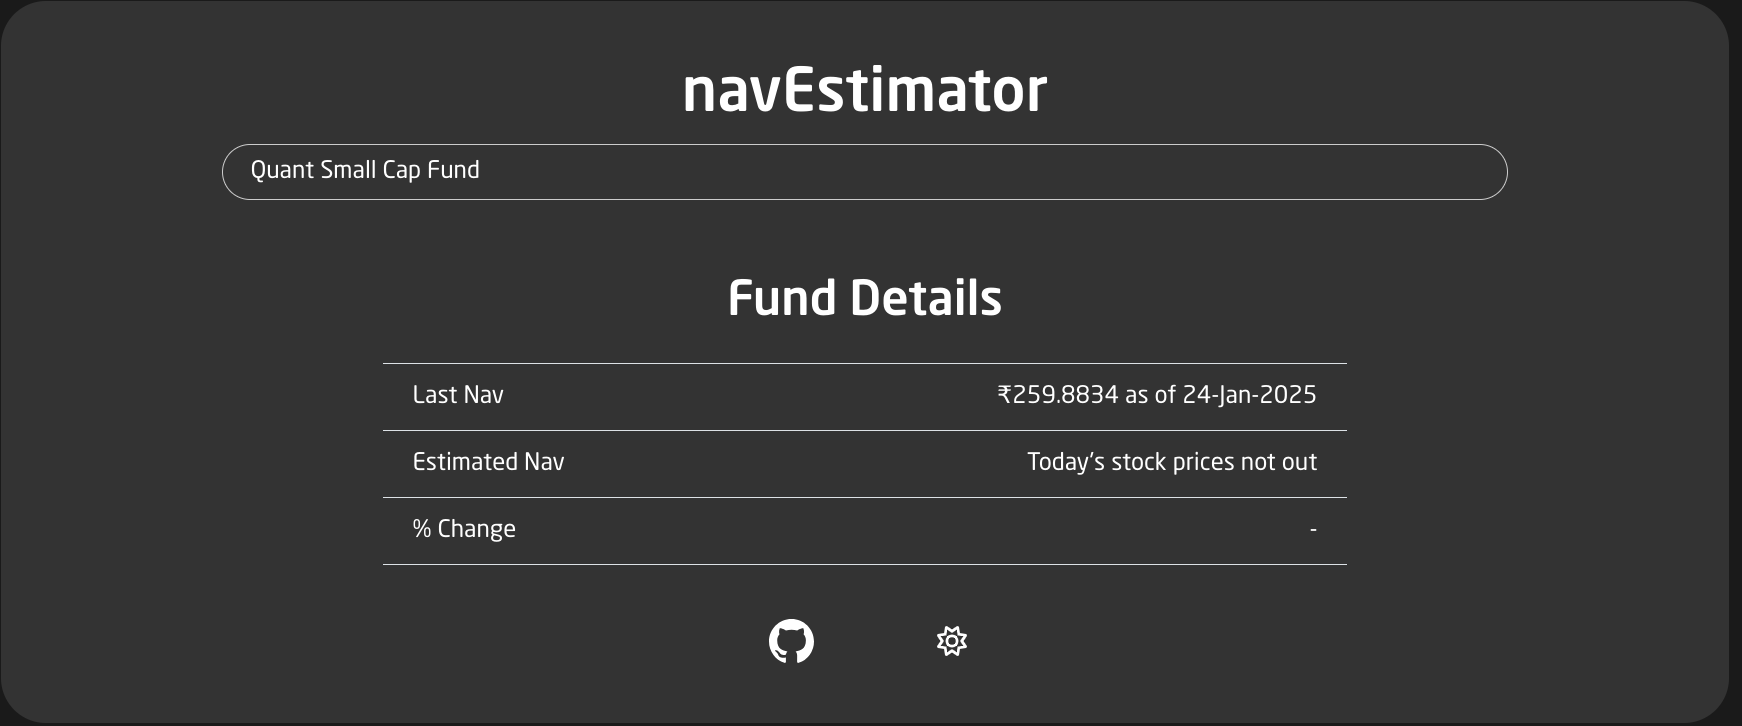 navEstimator
Quant Small Cap Fund
Fund Details
Last Nav ₹259.8834 as of 24-Jan-2025
Estimated Nav Today's stock prices not out
% Change -